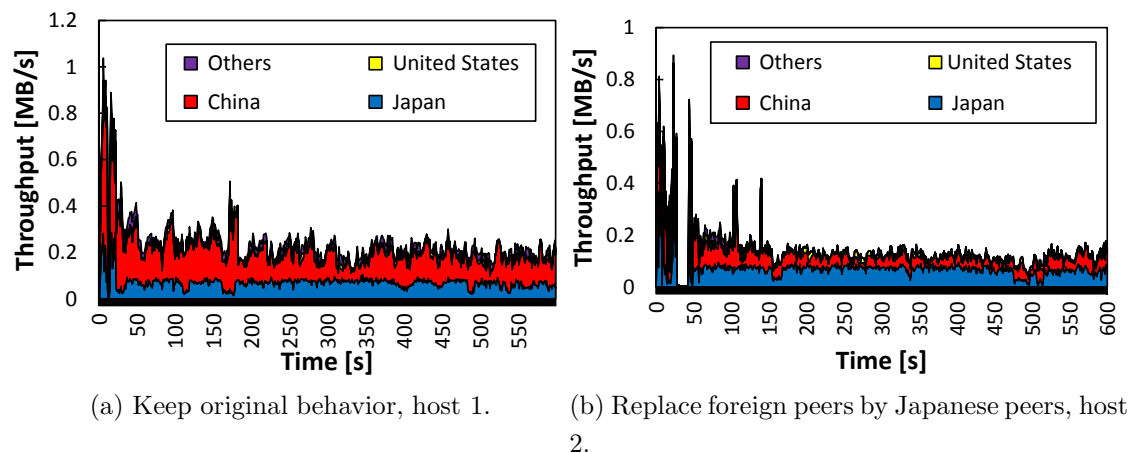 Throughput [MB/s]
1.2
1
0.8
0.6
0.4
0.2
0
Others
United States
China
Japan
0
50
100
150
200
250
300
350
400
450
500
550
Time [s]
(a) Keep original behavior, host 1.
Throughput [MB/s]
1
0.8
0.6
0.4
0.2
0
Others
United States
China
Japan
0
50
100
150
200
250
300
350
400
450
500
550
600
Time [s]
(b) Replace foreign peers by Japanese peers, host
2.